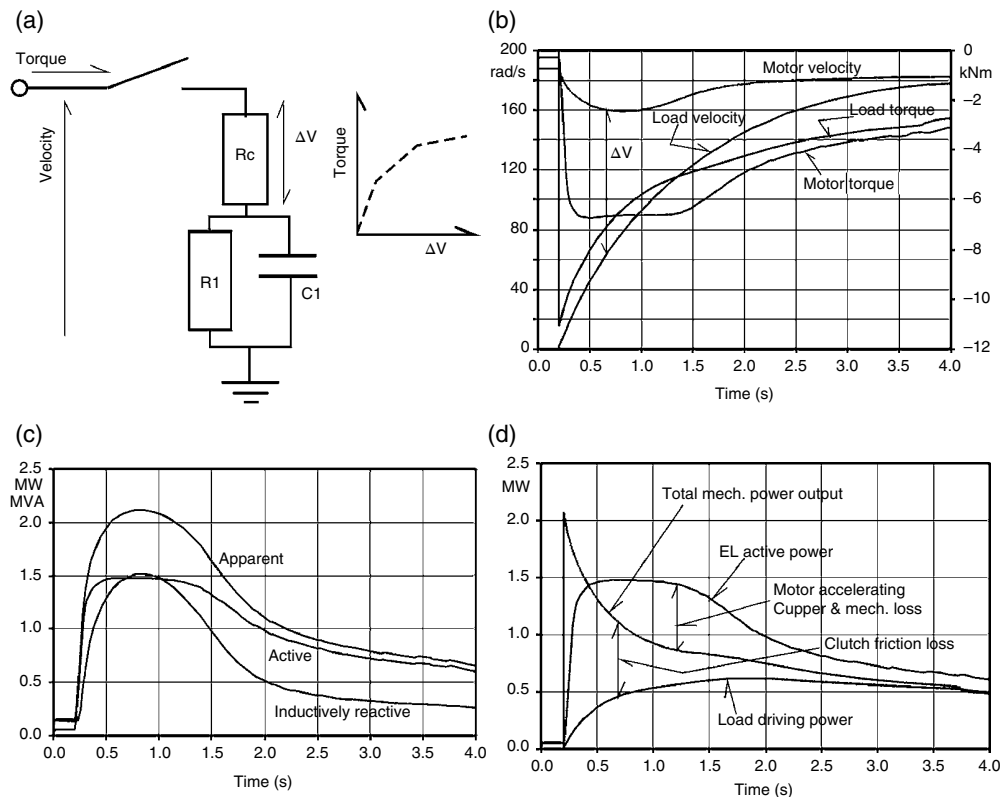 (a)
Torque
Velocity
Rc
ΔV
R1
C1
Torque
ΔV
(b)
200
rad/s
160
120
80
40
0
0
kNm
−2
−4
−6
−8
−10
−12
Motor velocity
Load velocity
Load torque
ΔV
Motor torque
0.0 0.5 1.0 1.5 2.0 2.5 3.0 3.5 4.0
Time (s)
(c)
2.5
MW
MVA
2.0
1.5
1.0
0.5
0.0
Apparent
Active
Inductively reactive
0.0 0.5 1.0 1.5 2.0 2.5 3.0 3.5 4.0
Time (s)
(d)
2.5
MW
2.0
1.5
1.0
0.5
0.0
Total mech. power output
EL active power
Motor accelerating
Cupper & mech. loss
Clutch friction loss
Load driving power
0.0 0.5 1.0 1.5 2.0 2.5 3.0 3.5 4.0
Time (s)